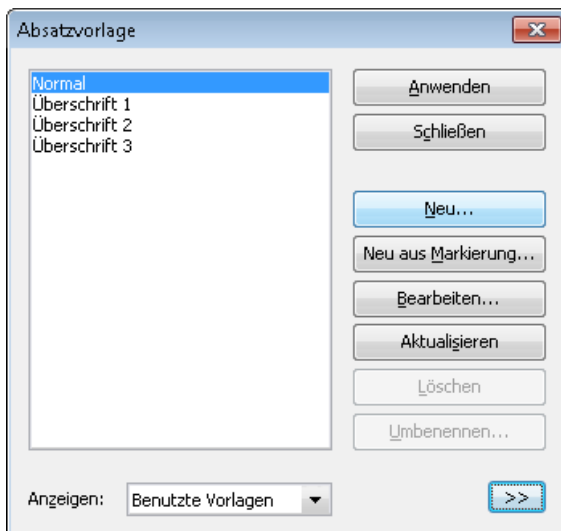 Absatzvorlage
Normal
Überschrift 1
Überschrift 2
Überschrift 3
Anwenden
Schließen
Neu...
Neu aus Markierung...
Bearbeiten...
Aktualisieren
Löschen
Umbenennen...
Anzeigen:
Benutzte Vorlagen
>>